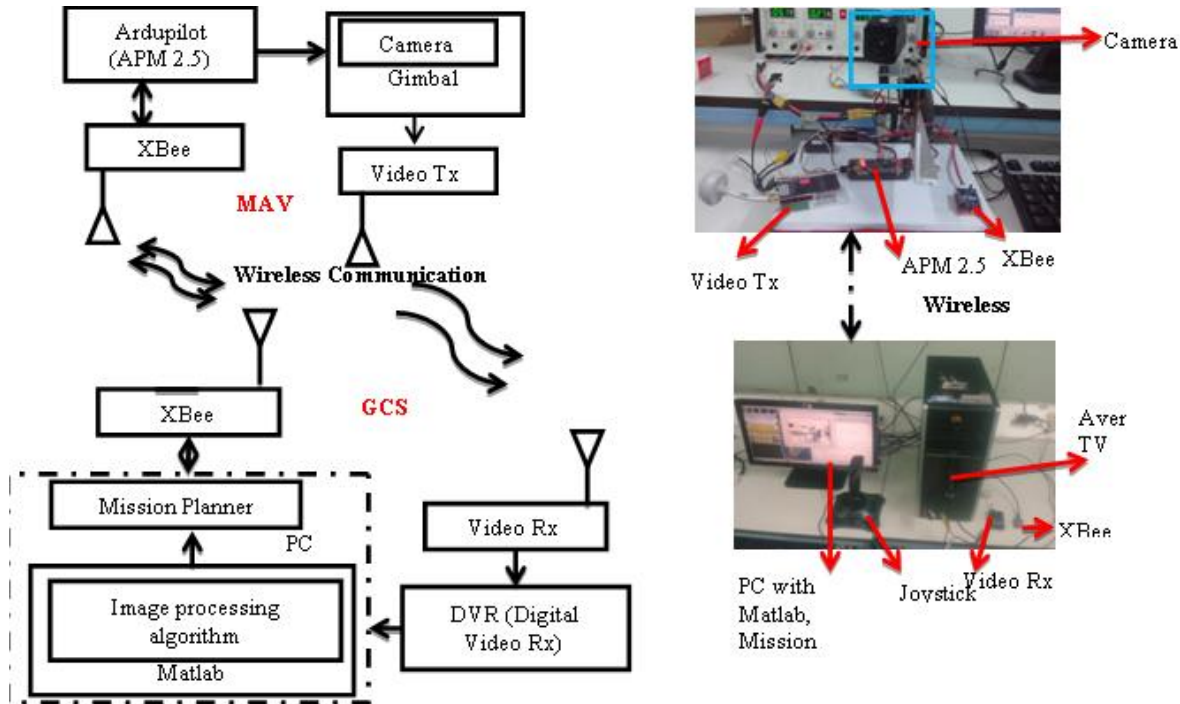 Ardupilot
(APM 2.5)
Camera
Gimbal
XBee
Video Tx
MAV
Wireless Communication
XBee
GCS
Mission Planner
PC
Image processing
algorithm
Matlab
Video Rx
DVR (Digital
Video Rx)
Camera
Video Tx
APM 2.5
XBee
Wireless
Aver
TV
XBee
Video Rx
Joystick
PC with
Matlab,
Mission